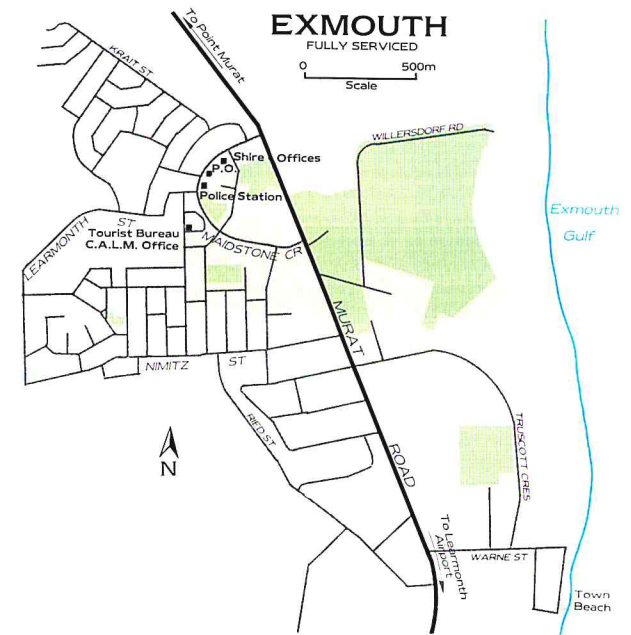 EXMOUTH
FULLY SERVICED
0 500m
Scale
To Point Murat
KRAIT ST
WILLERSDORF RD
Shire Offices
P.O.
Police Station
Exmouth
Gulf
LEARMONTH ST
Tourist Bureau
C.A.L.M. Office
MAIDSTONE CR
MURAT ROAD
NIMITZ ST
RIFD ST
N
TRUSCOTT CRES
To Learmonth
Airport
WARNE ST
Town
Beach